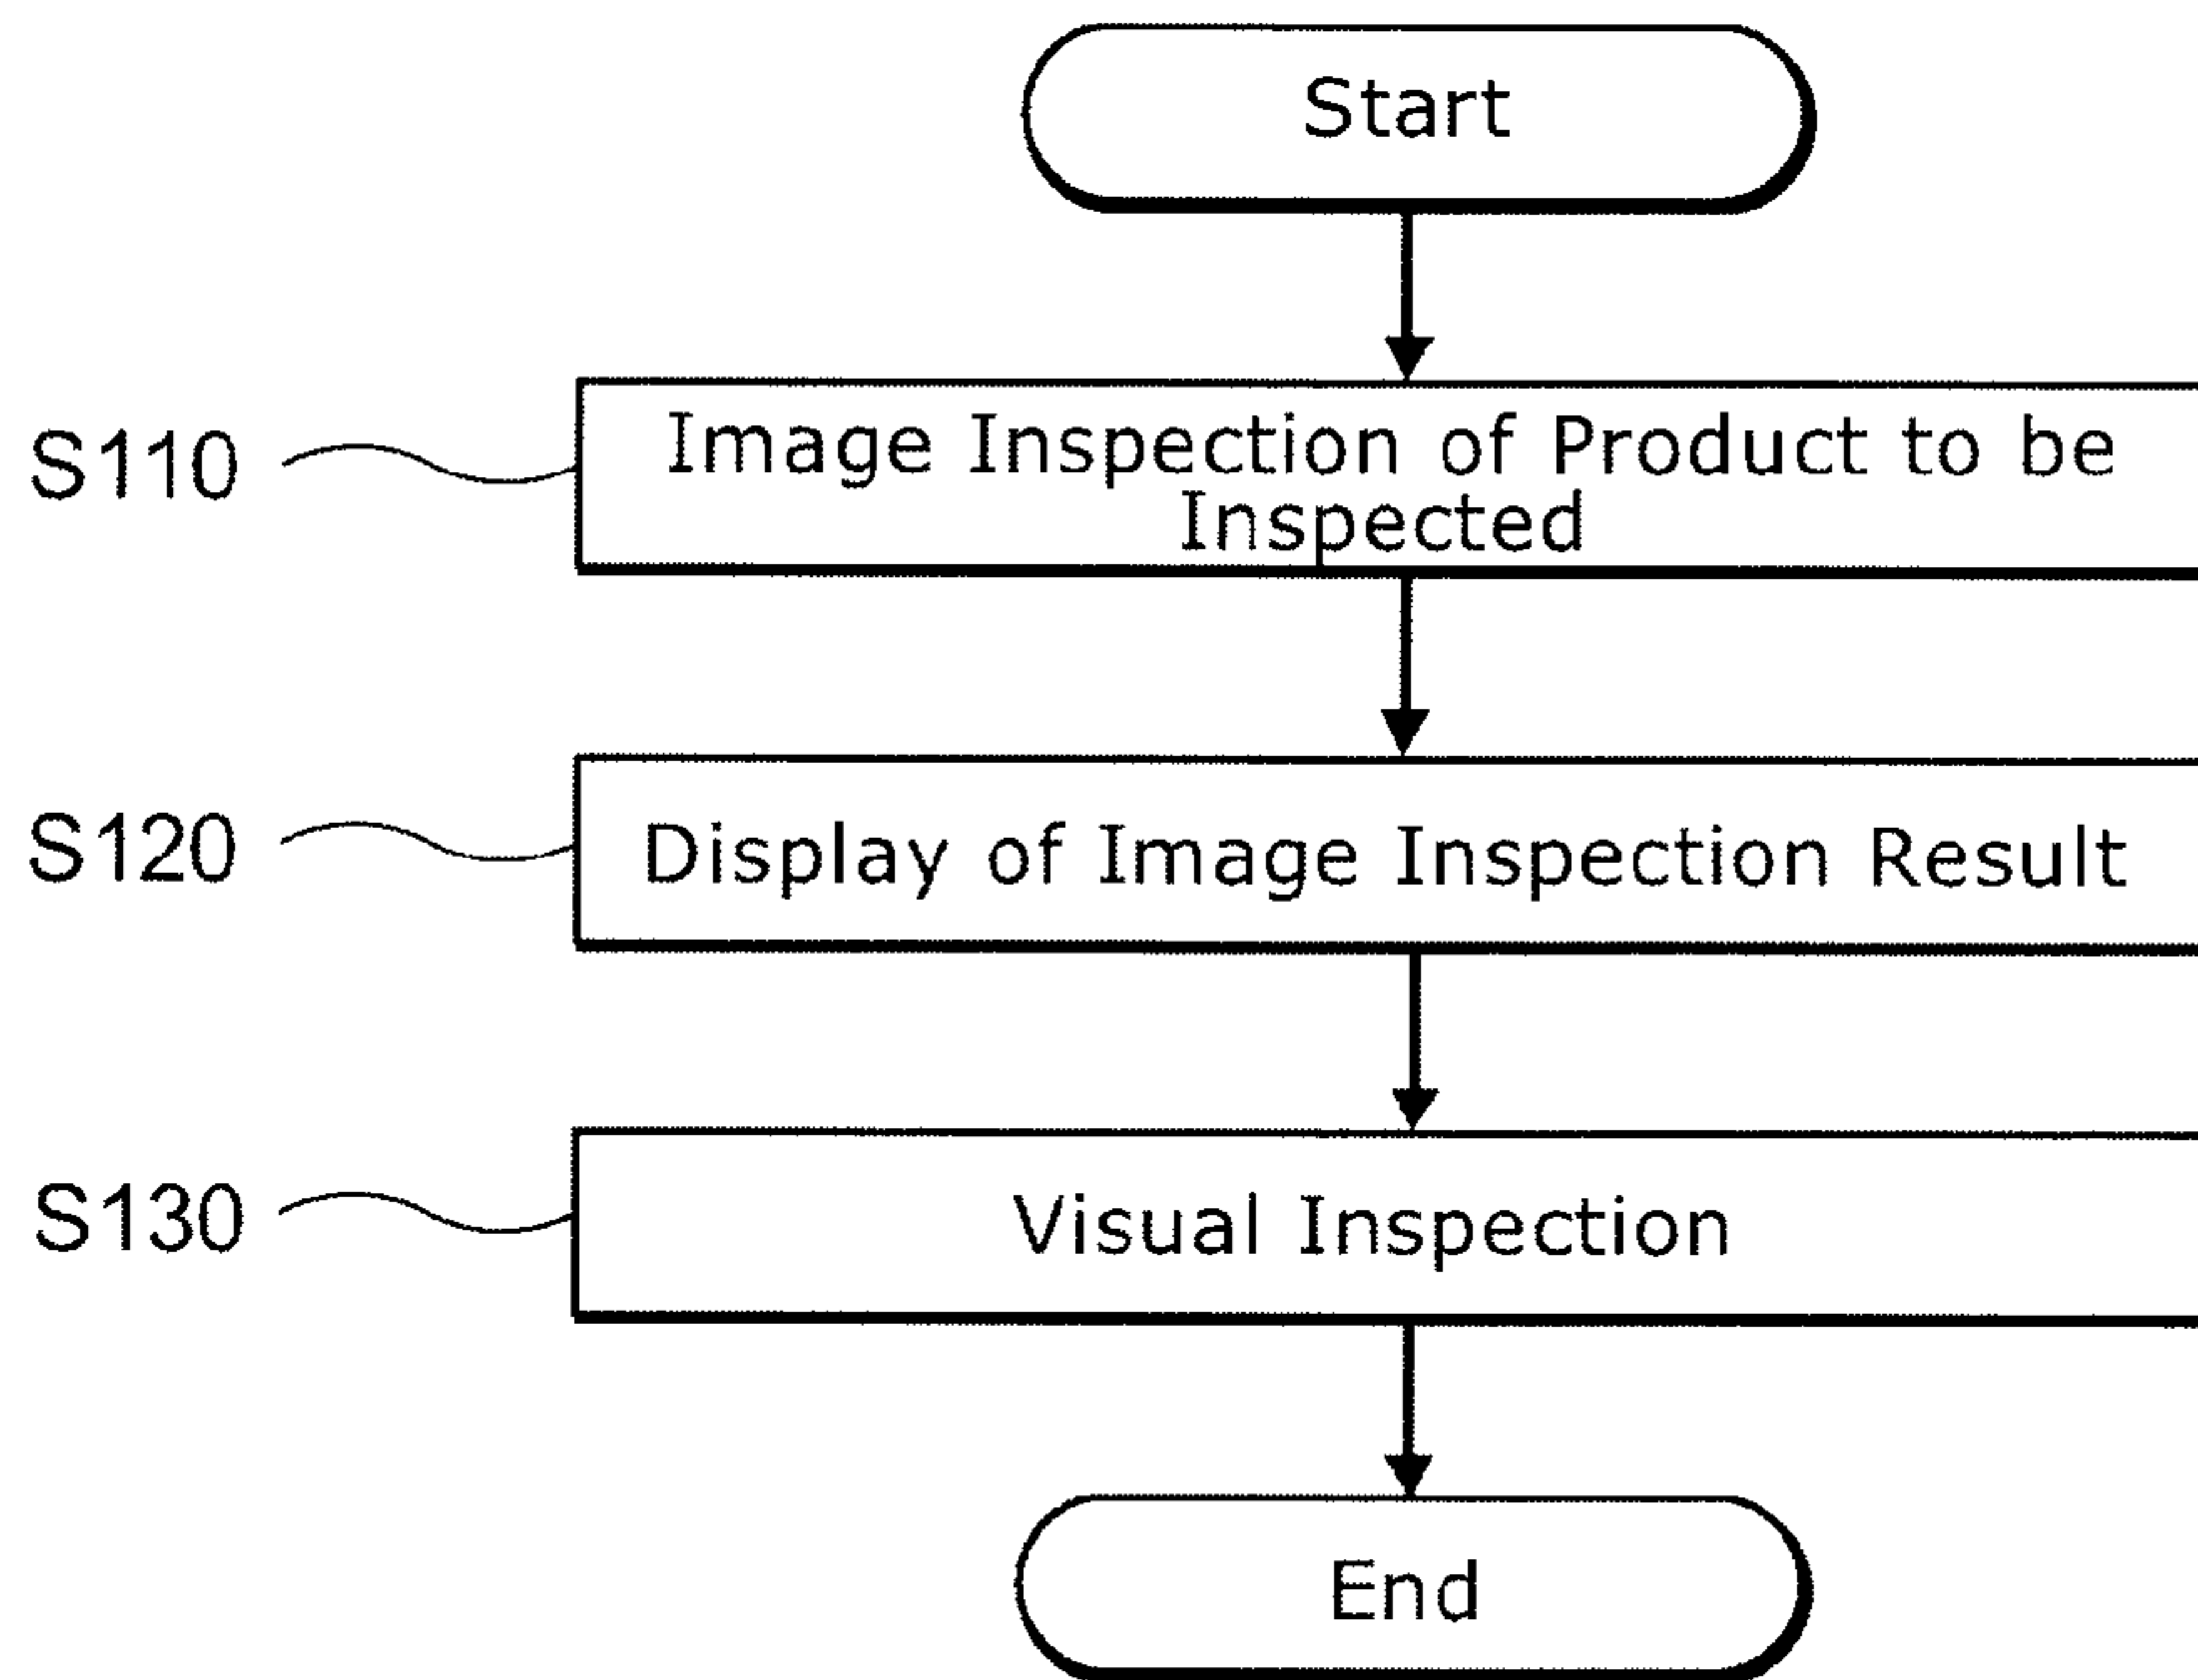 Start
S110
Image Inspection of Product to be
Inspected
S120
Display of Image Inspection Result
S130
Visual Inspection
End